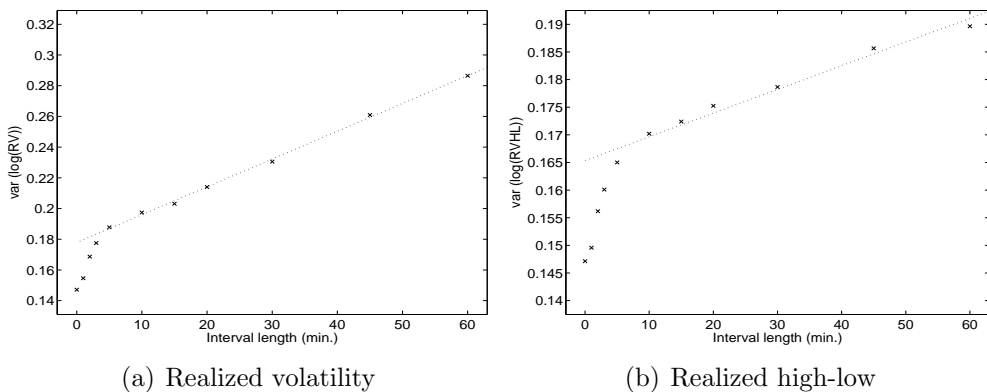 0.32
0.3
0.28
0.26
0.24
0.22
0.2
0.18
0.16
0.14
var (log(RV))
0 10 20 30 40 50 60
Interval length (min.)
(a) Realized volatility
0.19
0.185
0.18
0.175
0.17
0.165
0.16
0.155
0.15
0.145
0.14
var (log(RVHL))
0 10 20 30 40 50 60
Interval length (min.)
(b) Realized high-low